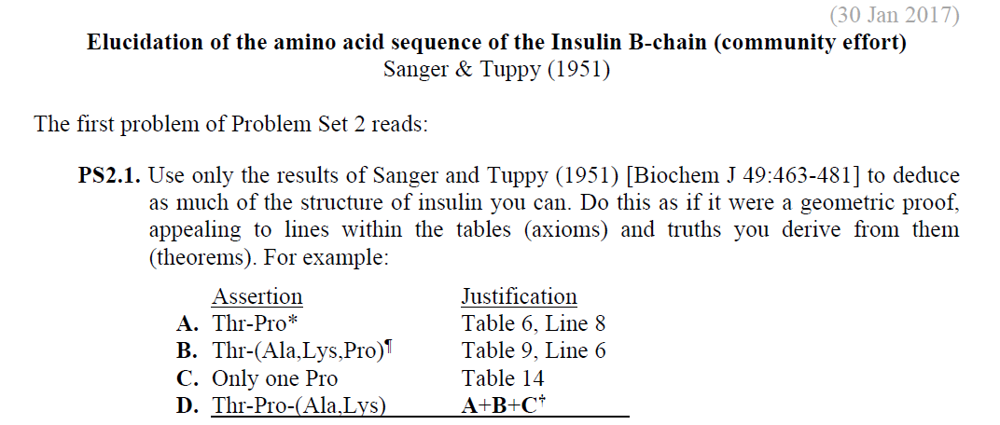 (30 Jan 2017)
Elucidation of the amino acid sequence of the Insulin B-chain (community effort)
Sanger & Tuppy (1951)
The first problem of Problem Set 2 reads:
PS2.1. Use only the results of Sanger and Tuppy (1951) [Biochem J 49:463-481] to deduce
as much of the structure of insulin you can. Do this as if it were a geometric proof,
appealing to lines within the tables (axioms) and truths you derive from them
(theorems). For example:
Assertion Justification
A. Thr-Pro* Table 6, Line 8
B. Thr-(Ala,Lys,Pro)¶ Table 9, Line 6
C. Only one Pro Table 14
D. Thr-Pro-(Ala,Lys) A+B+C†